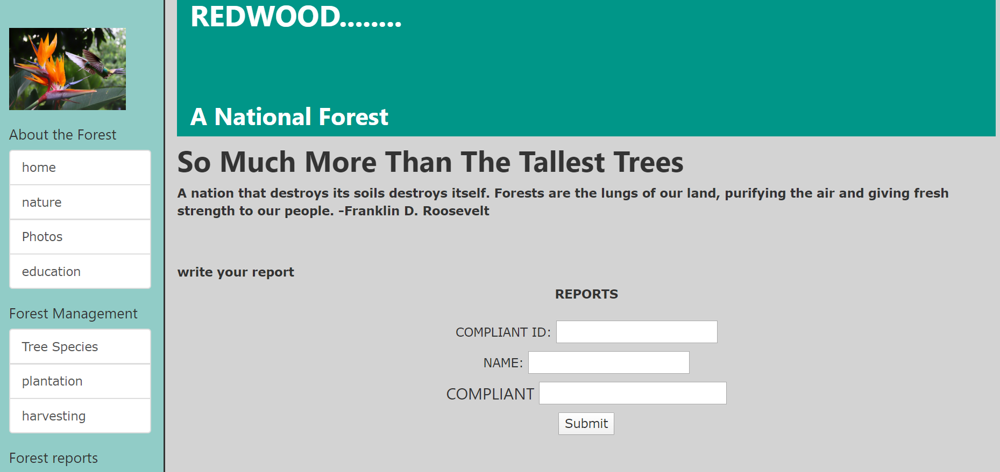 About the Forest
home
nature
Photos
education
Forest Management
Tree Species
plantation
harvesting
Forest reports
REDWOOD........
A National Forest
So Much More Than The Tallest Trees
A nation that destroys its soils destroys itself. Forests are the lungs of our land, purifying the air and giving fresh
strength to our people. -Franklin D. Roosevelt
write your report
REPORTS
COMPLIANT ID:
NAME:
COMPLIANT
Submit